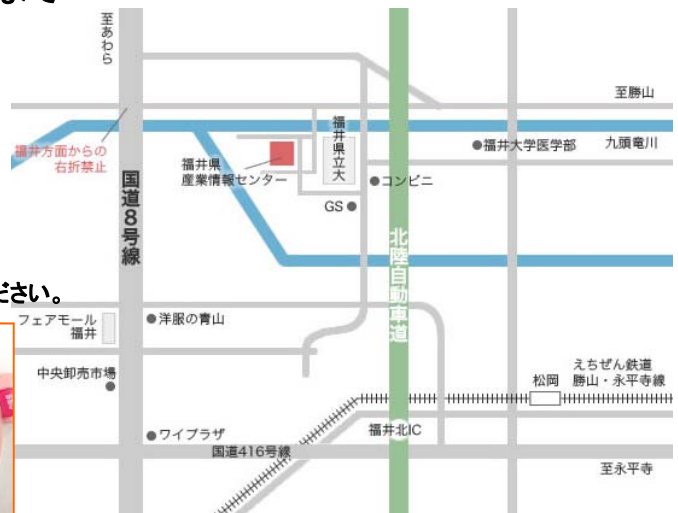 至あわら
至勝山
福井方面からの
右折禁止
福井県
産業情報センター
福井県立大
福井大学医学部
九頭竜川
コンビニ
GS
国道8号線
北陸自動車道
ださい。
フェアモール
福井
洋服の青山
中央卸売市場
えちぜん鉄道
勝山・永平寺線
松岡
ワイプラザ
国道416号線
福井北IC
至永平寺